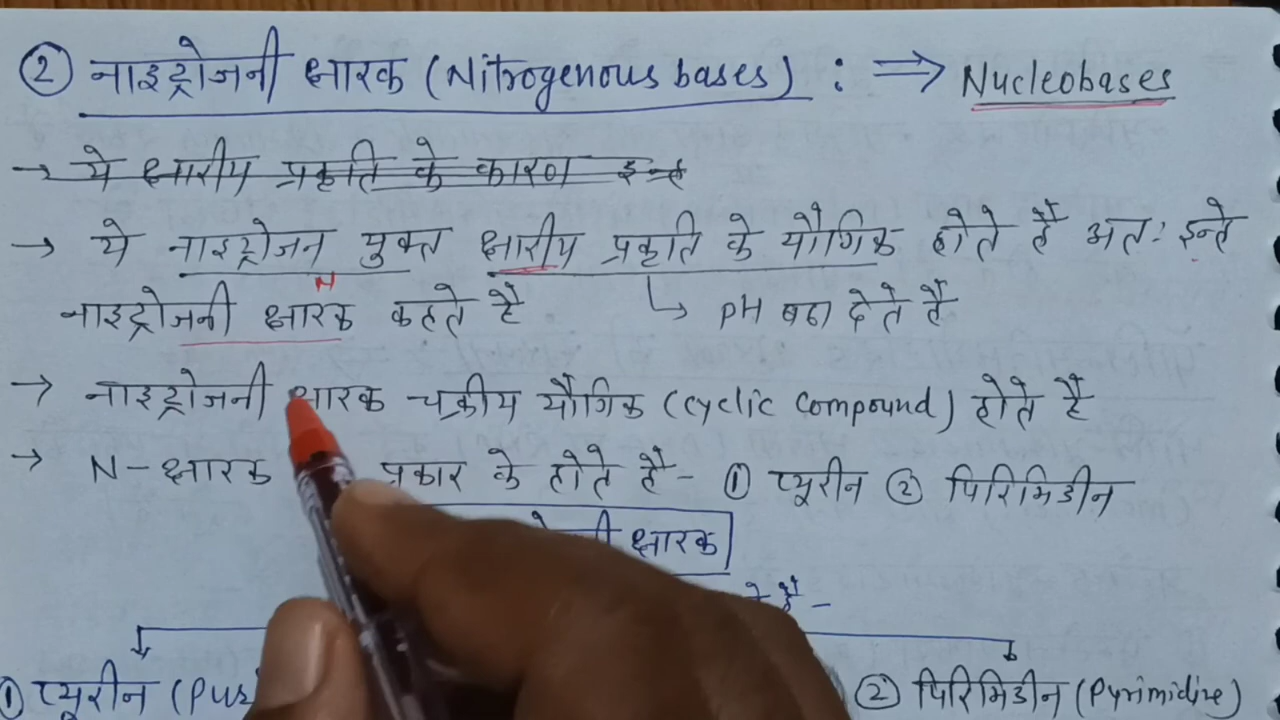 ② नाइट्रोजनी क्षारक (Nitrogenous bases) : ⇒ Nucleobases
→ ये क्षारीय प्रकृति के कारण इन्हे
→ ये नाइट्रोजन युक्त क्षारीय प्रकृति के यौगिक होते हैं अतः इन्हे
N
नाइट्रोजनी क्षारक कहते है ↳ PH बढा देते है
→ नाइट्रोजनी क्षारक चक्रीय यौगिक (cyclic compound) होते है
→ N-क्षारक प्रकार के होते है - ① प्यूरीन ② पिरिमिडीन
क्षारक
है -
① प्यूरीन (Pu ② पिरिमिडीन (Pyrimidine)